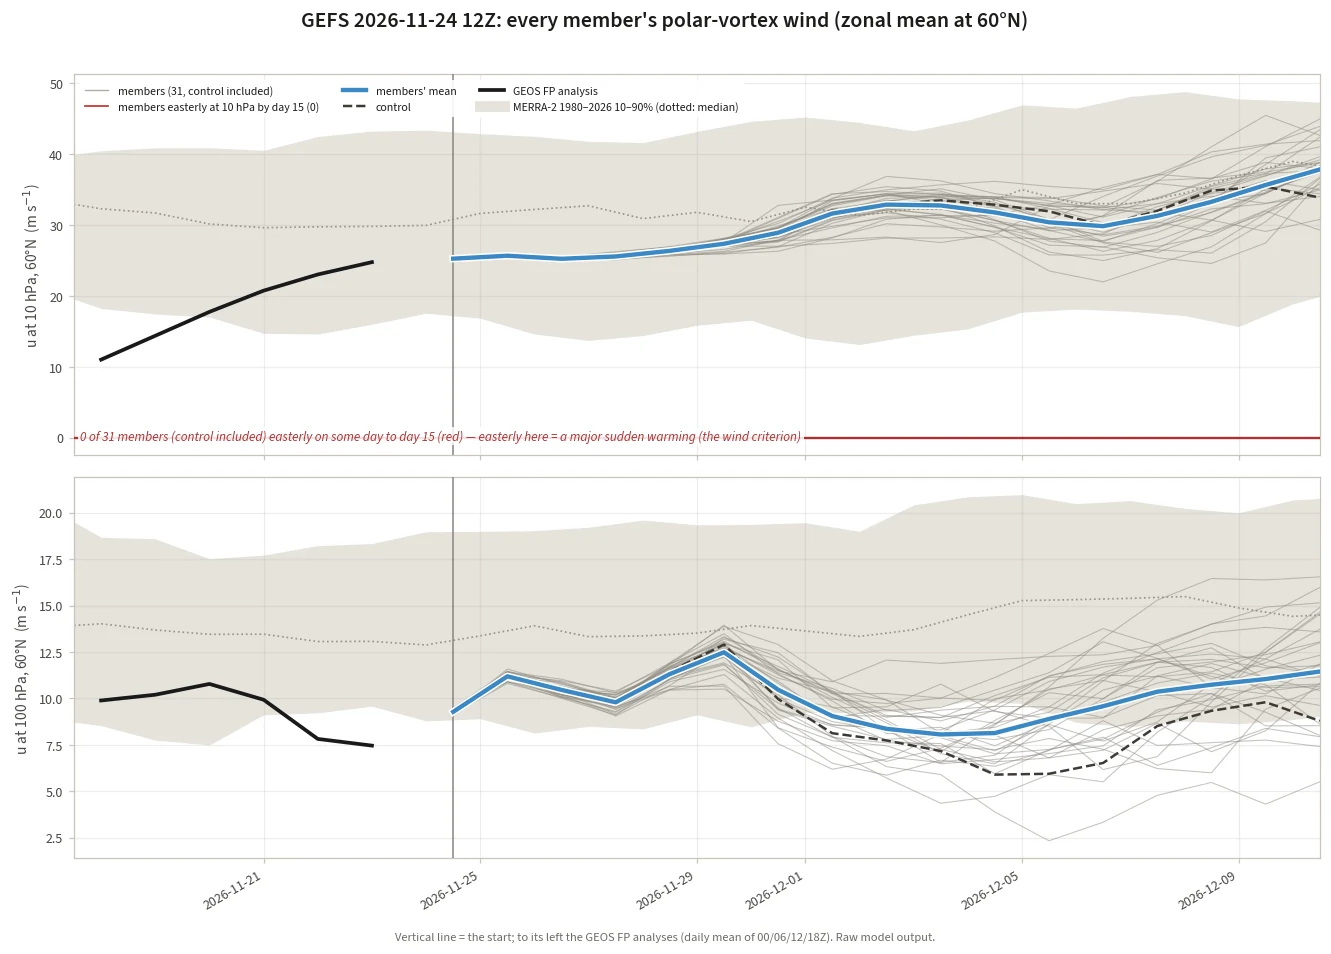 GEFS 2026-11-24 12Z: every member's polar-vortex wind (zonal mean at 60°N)
members (31, control included)
members easterly at 10 hPa by day 15 (0)
members' mean
control
GEOS FP analysis
MERRA-2 1980–2026 10–90% (dotted: median)
u at 10 hPa, 60°N (m s⁻¹)
50
40
30
20
10
0
0 of 31 members (control included) easterly on some day to day 15 (red) — easterly here = a major sudden warming (the wind criterion)
u at 100 hPa, 60°N (m s⁻¹)
20.0
17.5
15.0
12.5
10.0
7.5
5.0
2.5
2026-11-21
2026-11-25
2026-11-29
2026-12-01
2026-12-05
2026-12-09
Vertical line = the start; to its left the GEOS FP analyses (daily mean of 00/06/12/18Z). Raw model output.